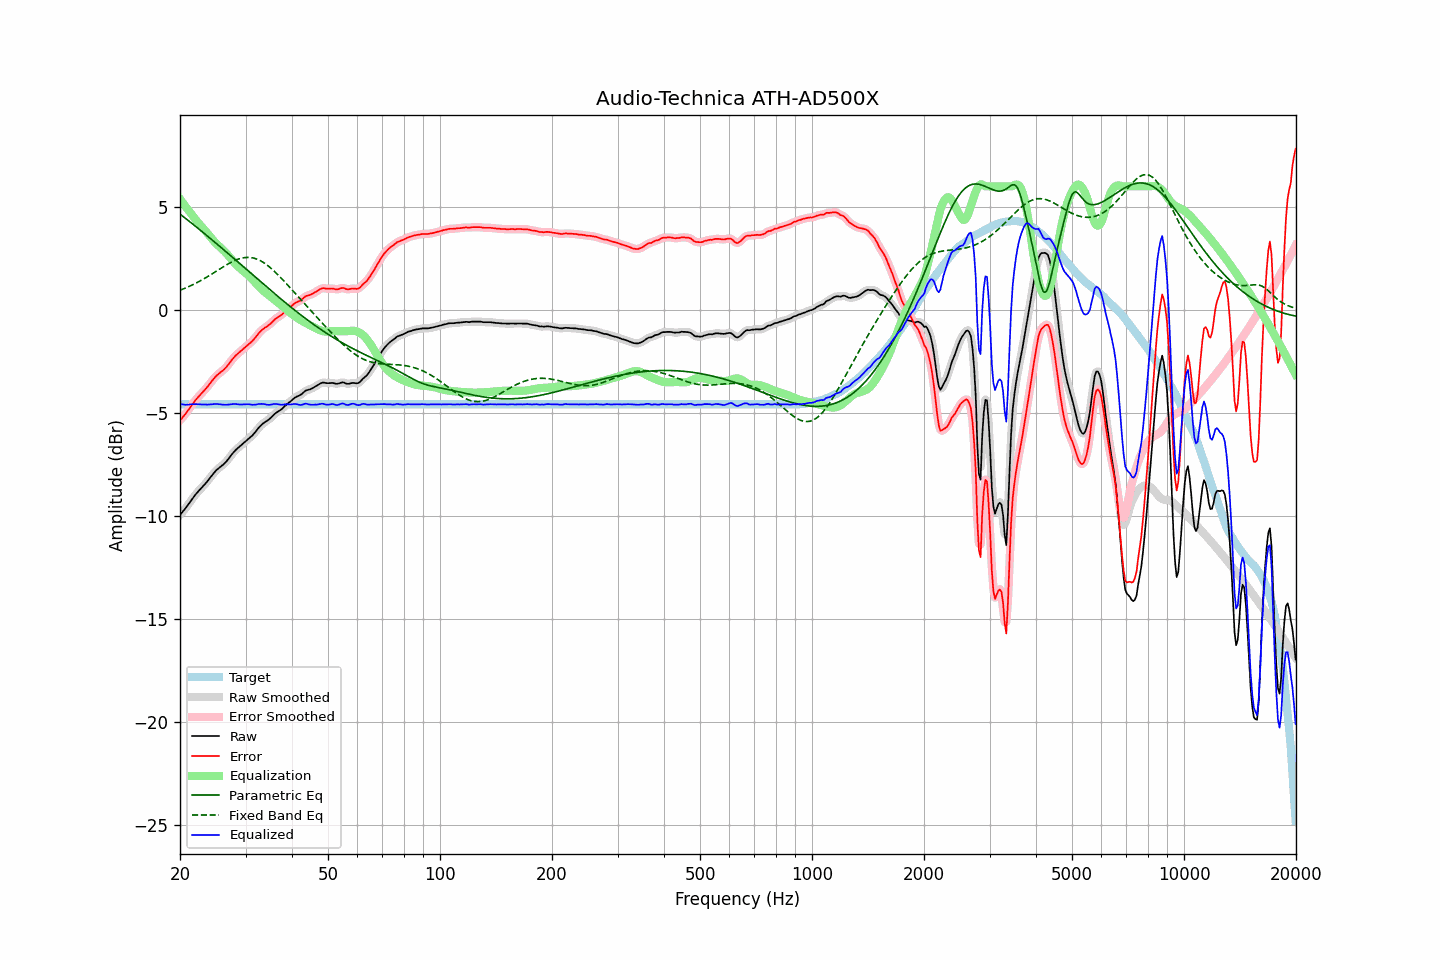 Audio-Technica ATH-AD500X
Amplitude (dBr)
5
0
−5
−10
−15
−20
−25
Target
Raw Smoothed
Error Smoothed
Raw
Error
Equalization
Parametric Eq
Fixed Band Eq
Equalized
20 50 100 200 500 1000 2000 5000 10000 20000
Frequency (Hz)